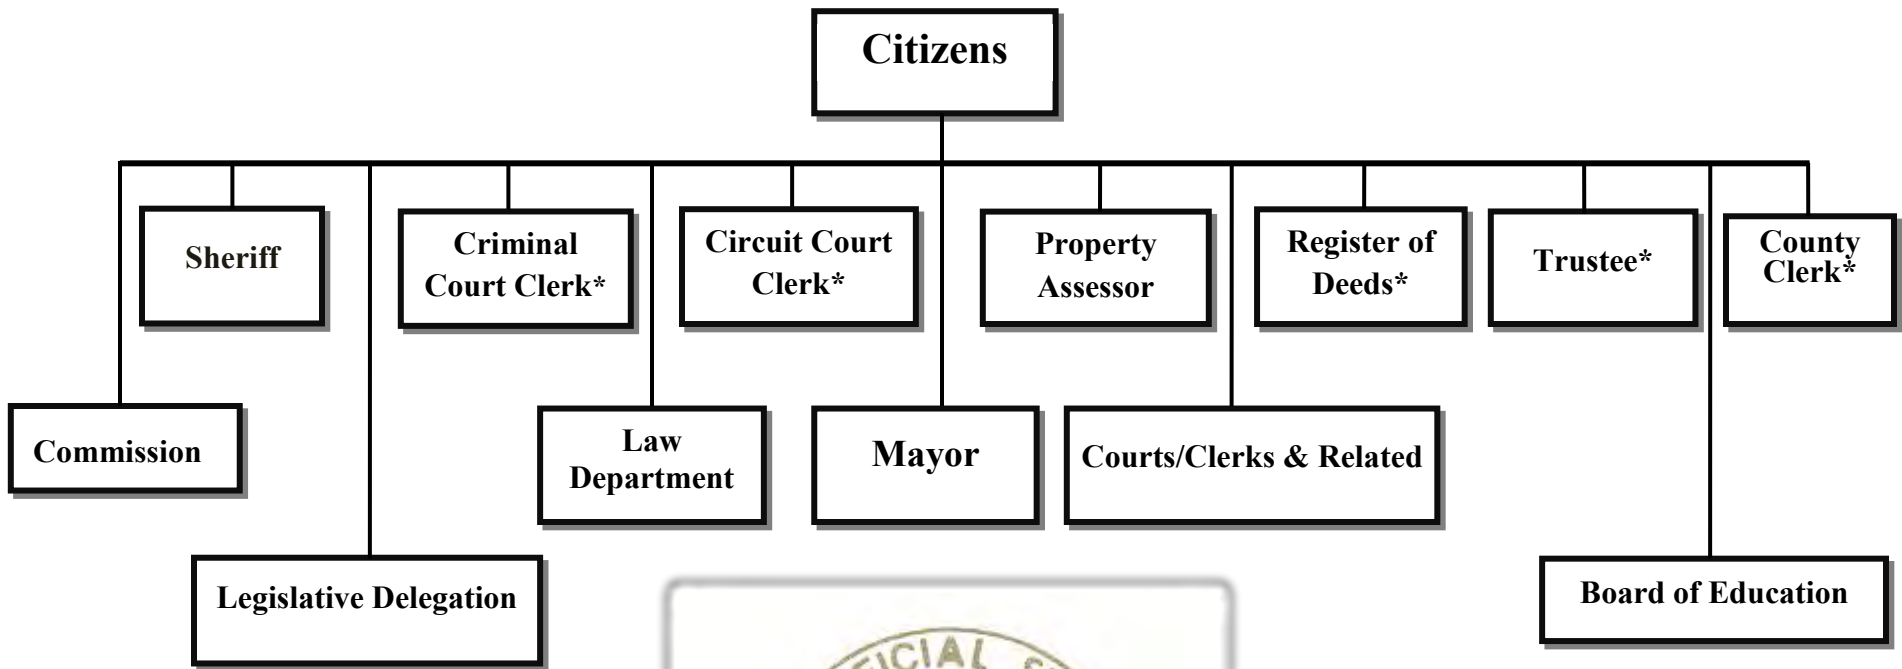 Citizens
Sheriff
Criminal
Court Clerk*
Circuit Court
Clerk*
Property
Assessor
Register of
Deeds*
Trustee*
County
Clerk*
Commission
Law
Department
Mayor
Courts/Clerks & Related
Legislative Delegation
Board of Education